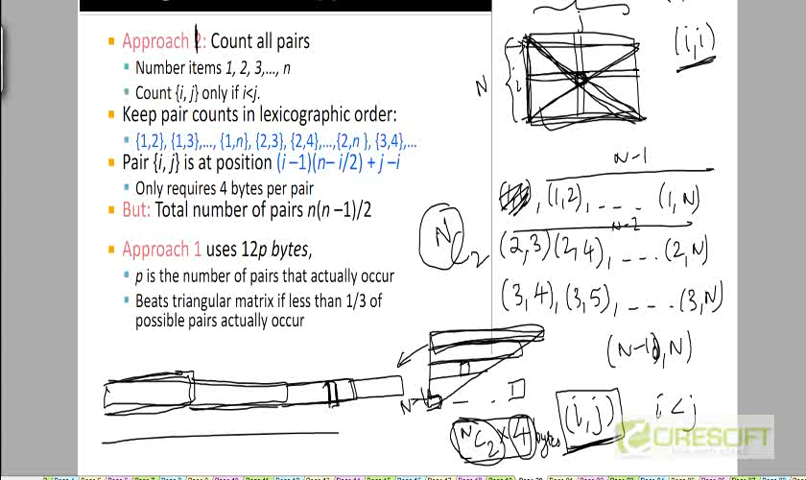 Approach 2: Count all pairs
Number items 1, 2, 3,..., n
Count {i, j} only if i<j.
Keep pair counts in lexicographic order:
{1,2}, {1,3},..., {1,n}, {2,3}, {2,4},...,{2,n }, {3,4},...
Pair {i, j} is at position (i –1)(n– i/2) + j –i
Only requires 4 bytes per pair
But: Total number of pairs n(n –1)/2
Approach 1 uses 12p bytes,
p is the number of pairs that actually occur
Beats triangular matrix if less than 1/3 of
possible pairs actually occur
j
N
i
(i,i)
N-1
, (1,2), ---- (1,N)
N-2
(2,3)(2,4), ---- (2,N)
(3,4),(3,5), ---- (3,N)
(N-1,N)
N C 2
N-1
N C 2 x 4 bytes
(i,j) i<j
CIRESOFT